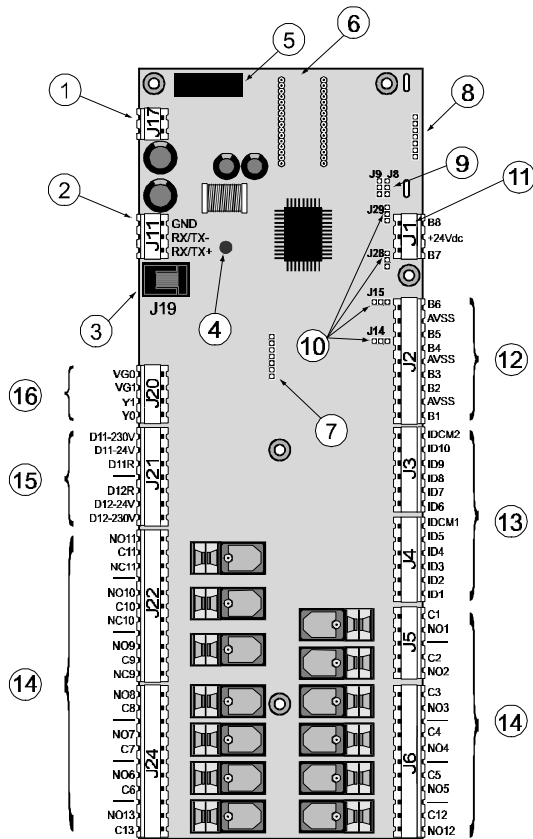 5
6
1
J17
8
J9 J8
9
11
2
J11
GND
RX/TX-
RX/TX+
J29
J1
B8
+24Vdc
B7
J28
3
J19
4
10
J15
J14
7
J2
B6
AVSS
B5
B4
AVSS
B3
B2
AVSS
B1
12
16
VG0
VG1
Y1
Y0
J20
15
D11-230V
D11-24V
D11R
D12R
D12-24V
D12-230V
J21
J3
IDCM2
ID10
ID9
ID8
ID7
ID6
13
J4
IDCM1
ID5
ID4
ID3
ID2
ID1
14
NO11
C11
NC11
NO10
C10
NC10
NO9
C9
NC9
J22
NO8
C8
NO7
C7
NO6
C6
NO13
C13
J24
J5
C1
NO1
C2
NO2
14
J6
C3
NO3
C4
NO4
C5
NO5
C12
NO12